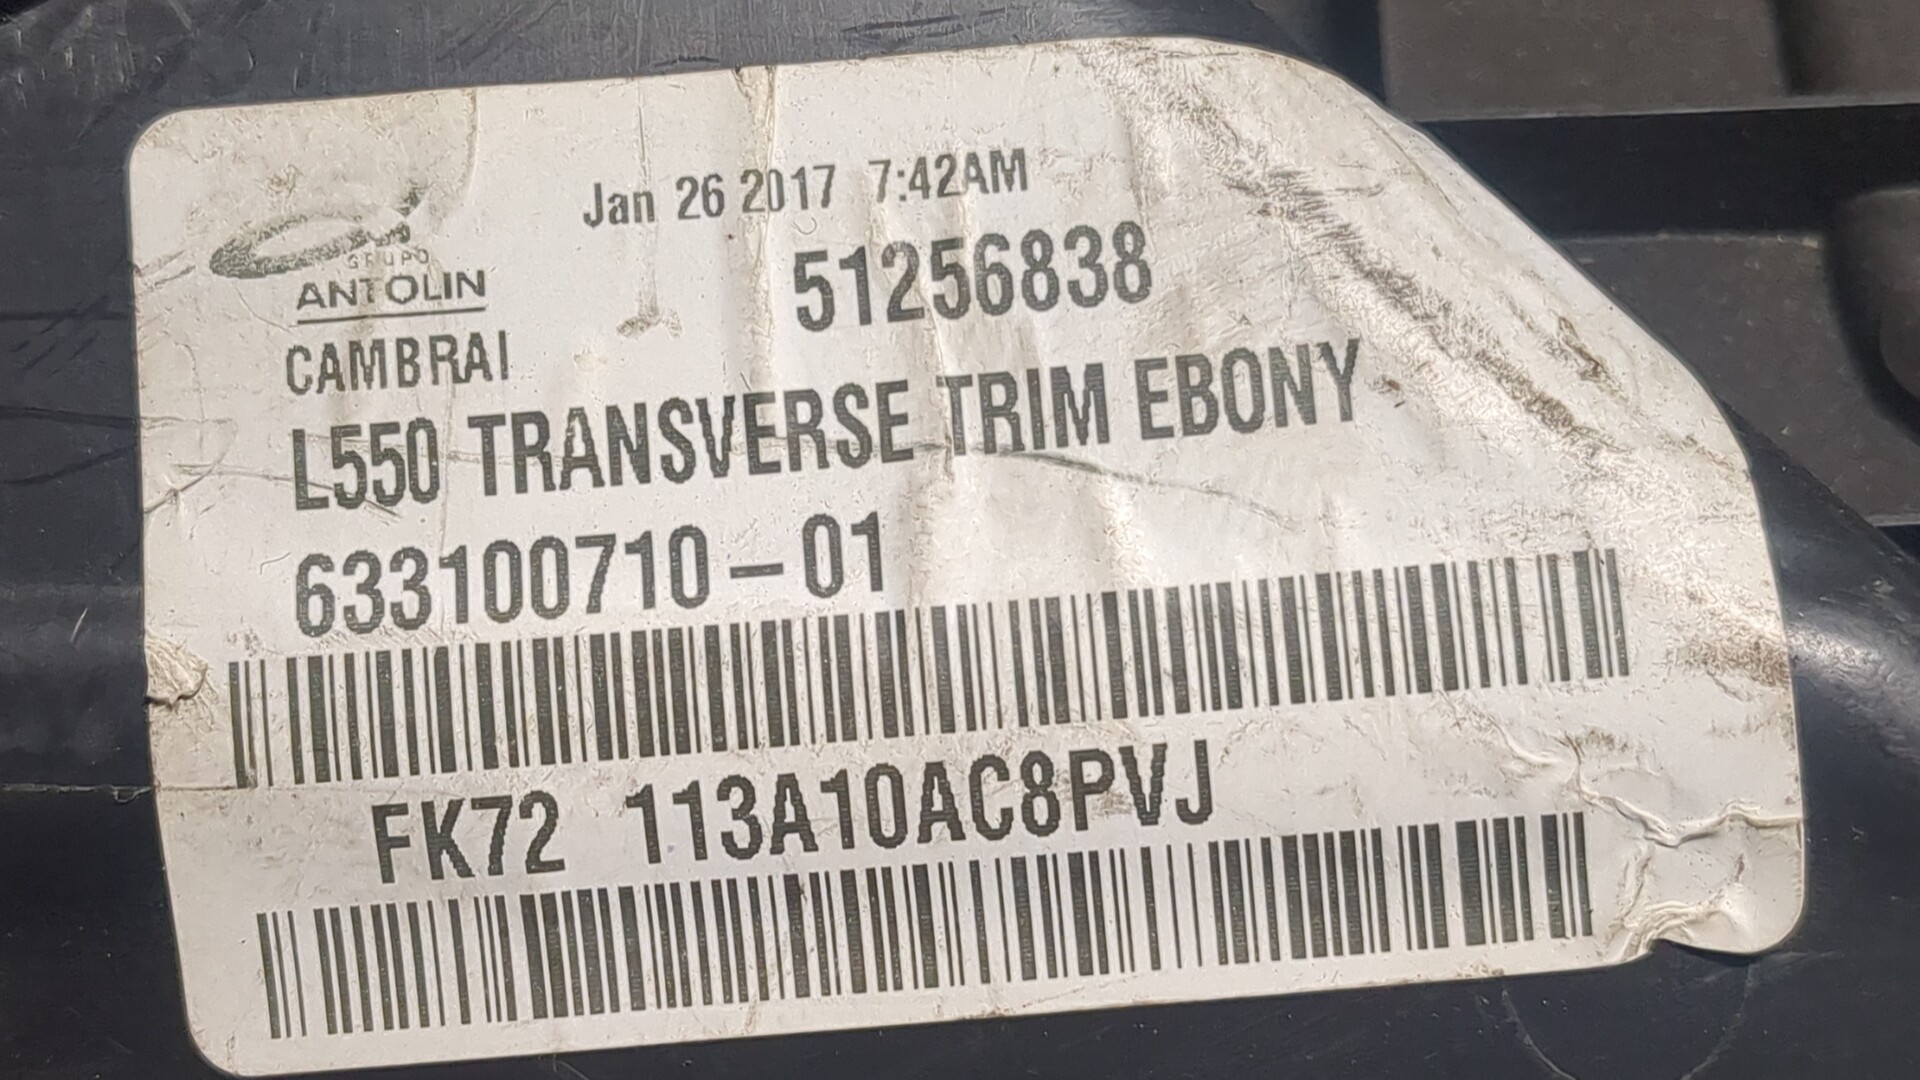 Jan 26 2017 7:42AM
GRUPO
ANTOLIN
51256838
CAMBRAI
L550 TRANSVERSE TRIM EBONY
633100710-01
FK72 113A10AC8PVJ